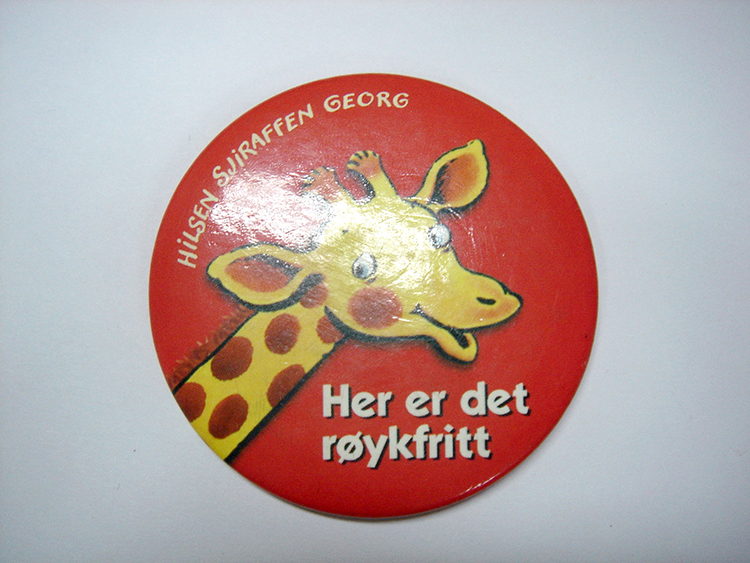 HILSEN SJIRAFFEN GEORG
Her er det
røykfritt